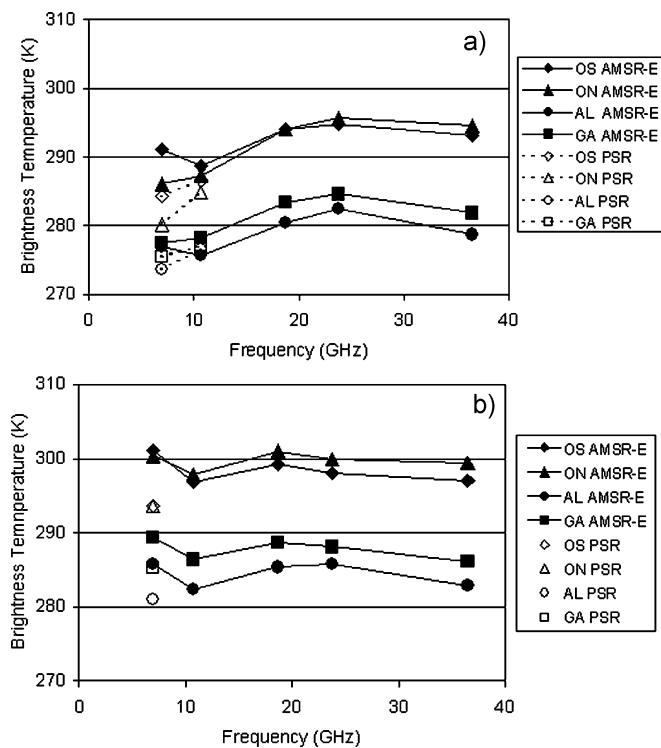 a)
310
300
290
280
270
0 10 20 30 40
Brightness Temnperature (K)
Frequency (GHz)
OS AMSR-E
ON AMSR-E
AL AMSR-E
GA AMSR-E
OS PSR
ON PSR
AL PSR
GA PSR
b)
310
300
290
280
270
0 10 20 30 40
Brightness Temnperature (K)
Frequency (GHz)
OS AMSR-E
ON AMSR-E
AL AMSR-E
GA AMSR-E
OS PSR
ON PSR
AL PSR
GA PSR